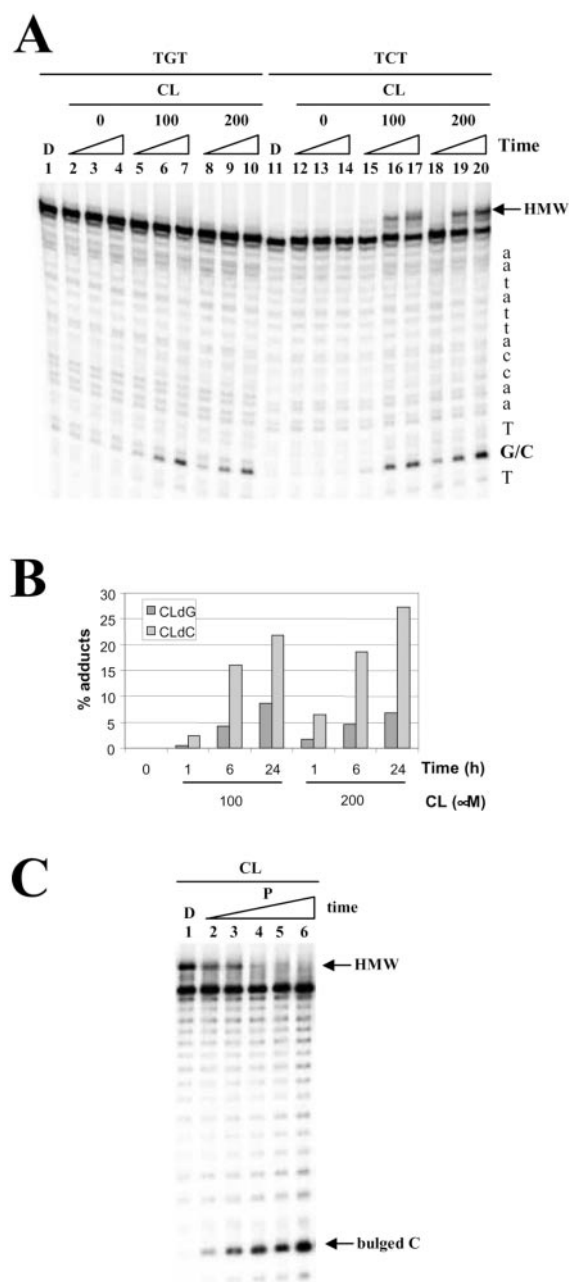 A
TGT TCT
CL CL
0 100 200 0 100 200
Time
D D
1 2 3 4 5 6 7 8 9 10 11 12 13 14 15 16 17 18 19 20
HMW
a
a
t
a
t
t
a
c
c
a
a
T
G/C
T
B
30
25
20
15
10
5
0
% adducts
CLdG
CLdC
0 1 6 24 1 6 24 Time (h)
100 200 CL (∝M)
C
CL
P
D time
1 2 3 4 5 6
HMW
bulged C